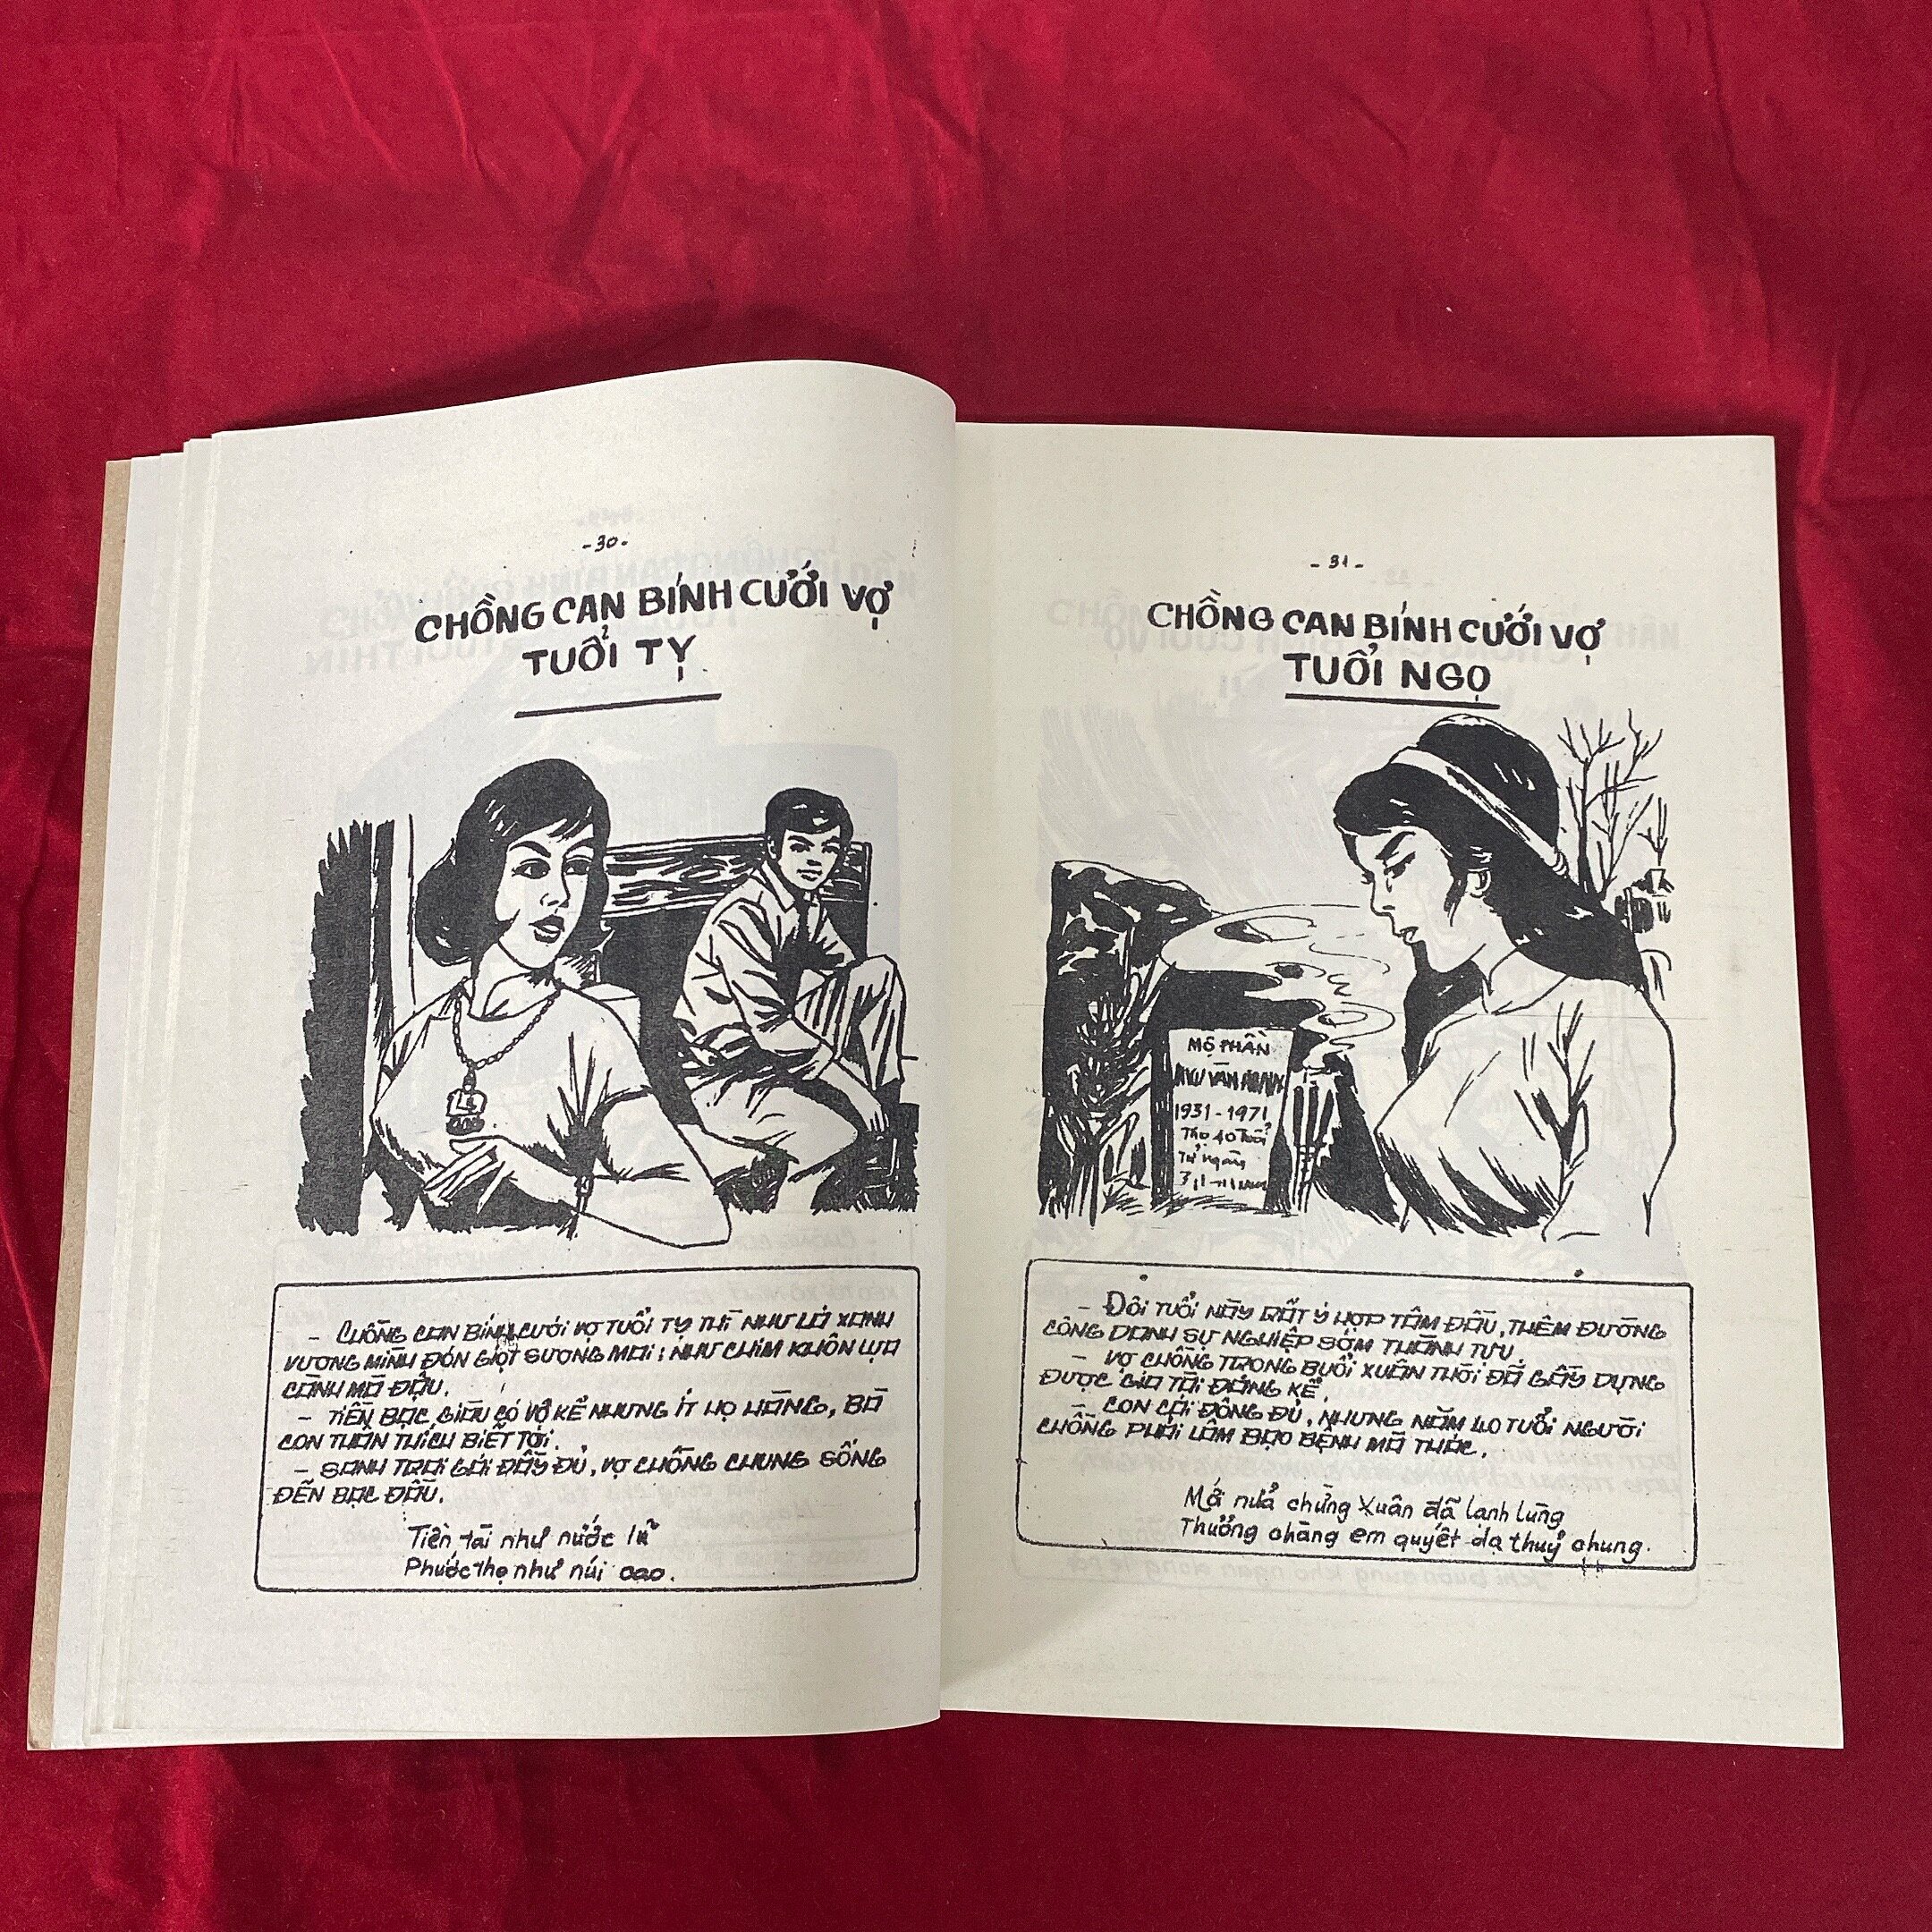 -30-
CHỒNG CAN BÍNH CƯỚI VỢ
TUỔI TỴ
- CHỒNG CAN BÍNH CƯỚI VỢ TUỔI TỴ THÌ NHƯ LÁ XANH
VƯƠNG MÌNH ĐÓN GIỌT SƯƠNG MAI; NHƯ CHIM KHÔN LỰA
CÀNH MÀ ĐẬU.
- TIỀN BẠC GIÀU CÓ VÔ KỂ NHƯNG ÍT HỌ HÀNG, BÀ
CON THÂN THÍCH BIẾT TỚI.
- SANH TRAI GÁI ĐẦY ĐỦ, VỢ CHỒNG CHUNG SỐNG
ĐẾN BẠC ĐẦU.
Tiền tài như nước lũ
Phước thọ như núi cao.
-31-
CHỒNG CAN BÍNH CƯỚI VỢ
TUỔI NGỌ
MỘ PHẦN
VĂN
1931-1971
Thọ 40 Tuổi
Tử ngày
- ĐÔI TUỔI NÀY RẤT Ý HỢP TÂM ĐẦU, THÊM ĐƯỜNG
CÔNG DANH SỰ NGHIỆP SỚM THÀNH TỰU
- VỢ CHỒNG TRONG BUỔI XUÂN THỜI ĐÃ GÂY DỰNG
ĐƯỢC GIA TÀI ĐÁNG KỂ.
CON CÁI ĐÔNG ĐỦ, NHƯNG NĂM 40 TUỔI NGƯỜI
CHỒNG PHẢI LÂM BẠO BỆNH MÀ THÁC.
Mới nửa chừng Xuân đã lạnh lùng
Thưởng chàng em quyết dạ thuỷ chung.